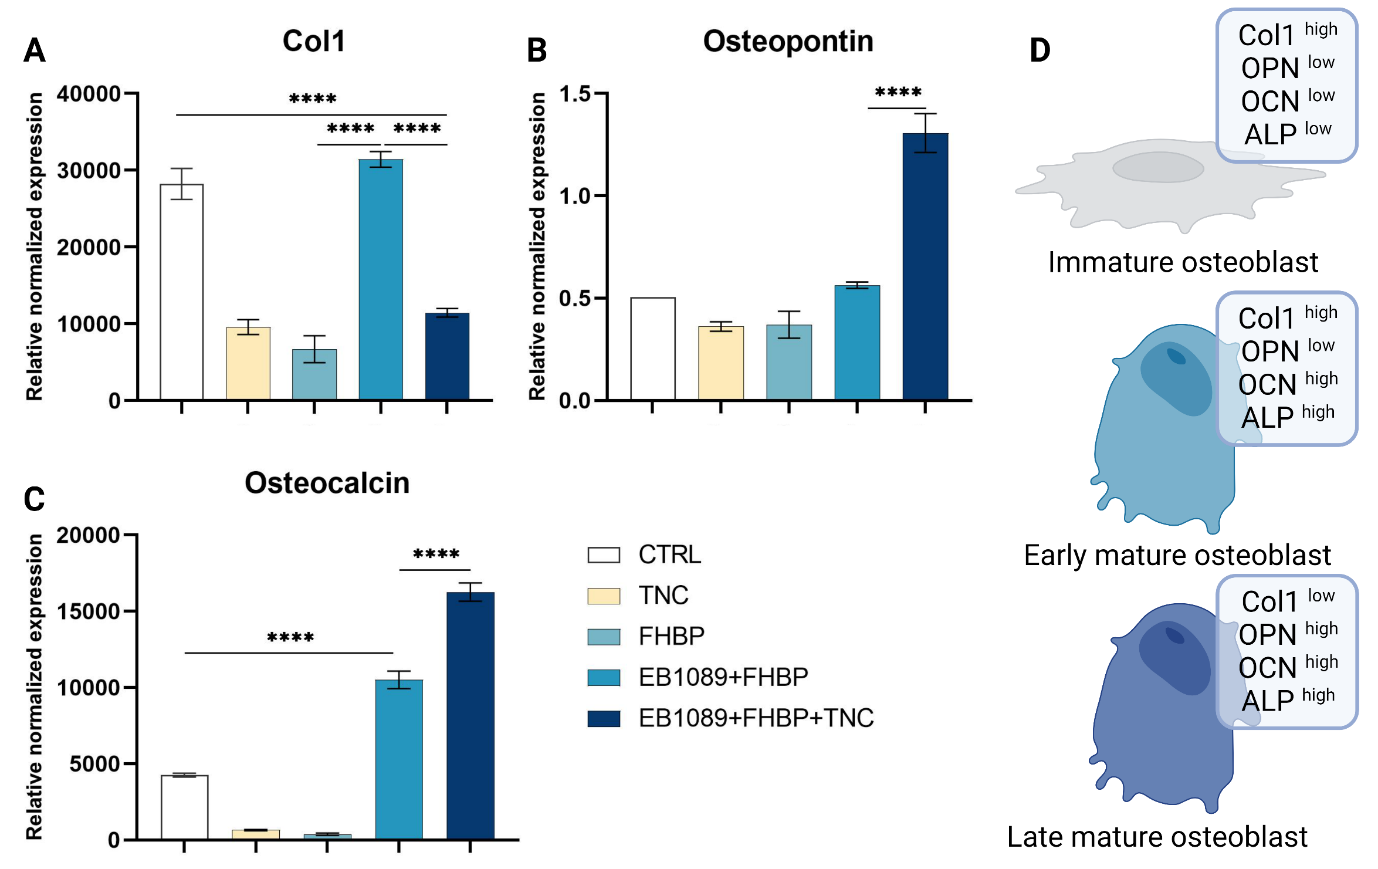 A
Col1
Relative normalized expression
40000
30000
20000
10000
0
****
**** ****
B
Osteopontin
Relative normalized expression
1.5
1.0
0.5
0.0
****
C
Osteocalcin
Relative normalized expression
20000
15000
10000
5000
0
****
****
CTRL
TNC
FHBP
EB1089+FHBP
EB1089+FHBP+TNC
D
Col1 high
OPN low
OCN low
ALP low
Immature osteoblast
Col1 high
OPN low
OCN high
ALP high
Early mature osteoblast
Col1 low
OPN high
OCN high
ALP high
Late mature osteoblast